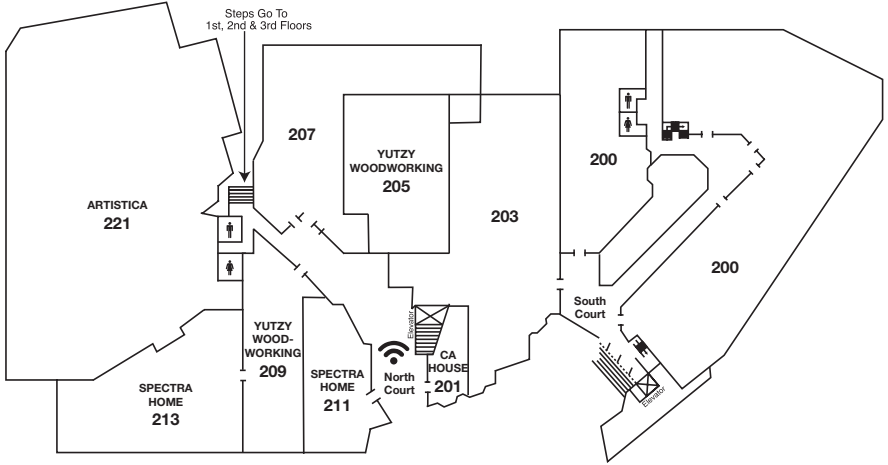 Steps Go To
1st, 2nd & 3rd Floors
207
YUTZY
WOODWORKING
205
200
ARTISTICA
221
203
200
South
Court
Elevator
YUTZY
WOOD-
WORKING
209
CA
HOUSE
201
North
Court
SPECTRA
HOME
211
SPECTRA
HOME
213
Elevator